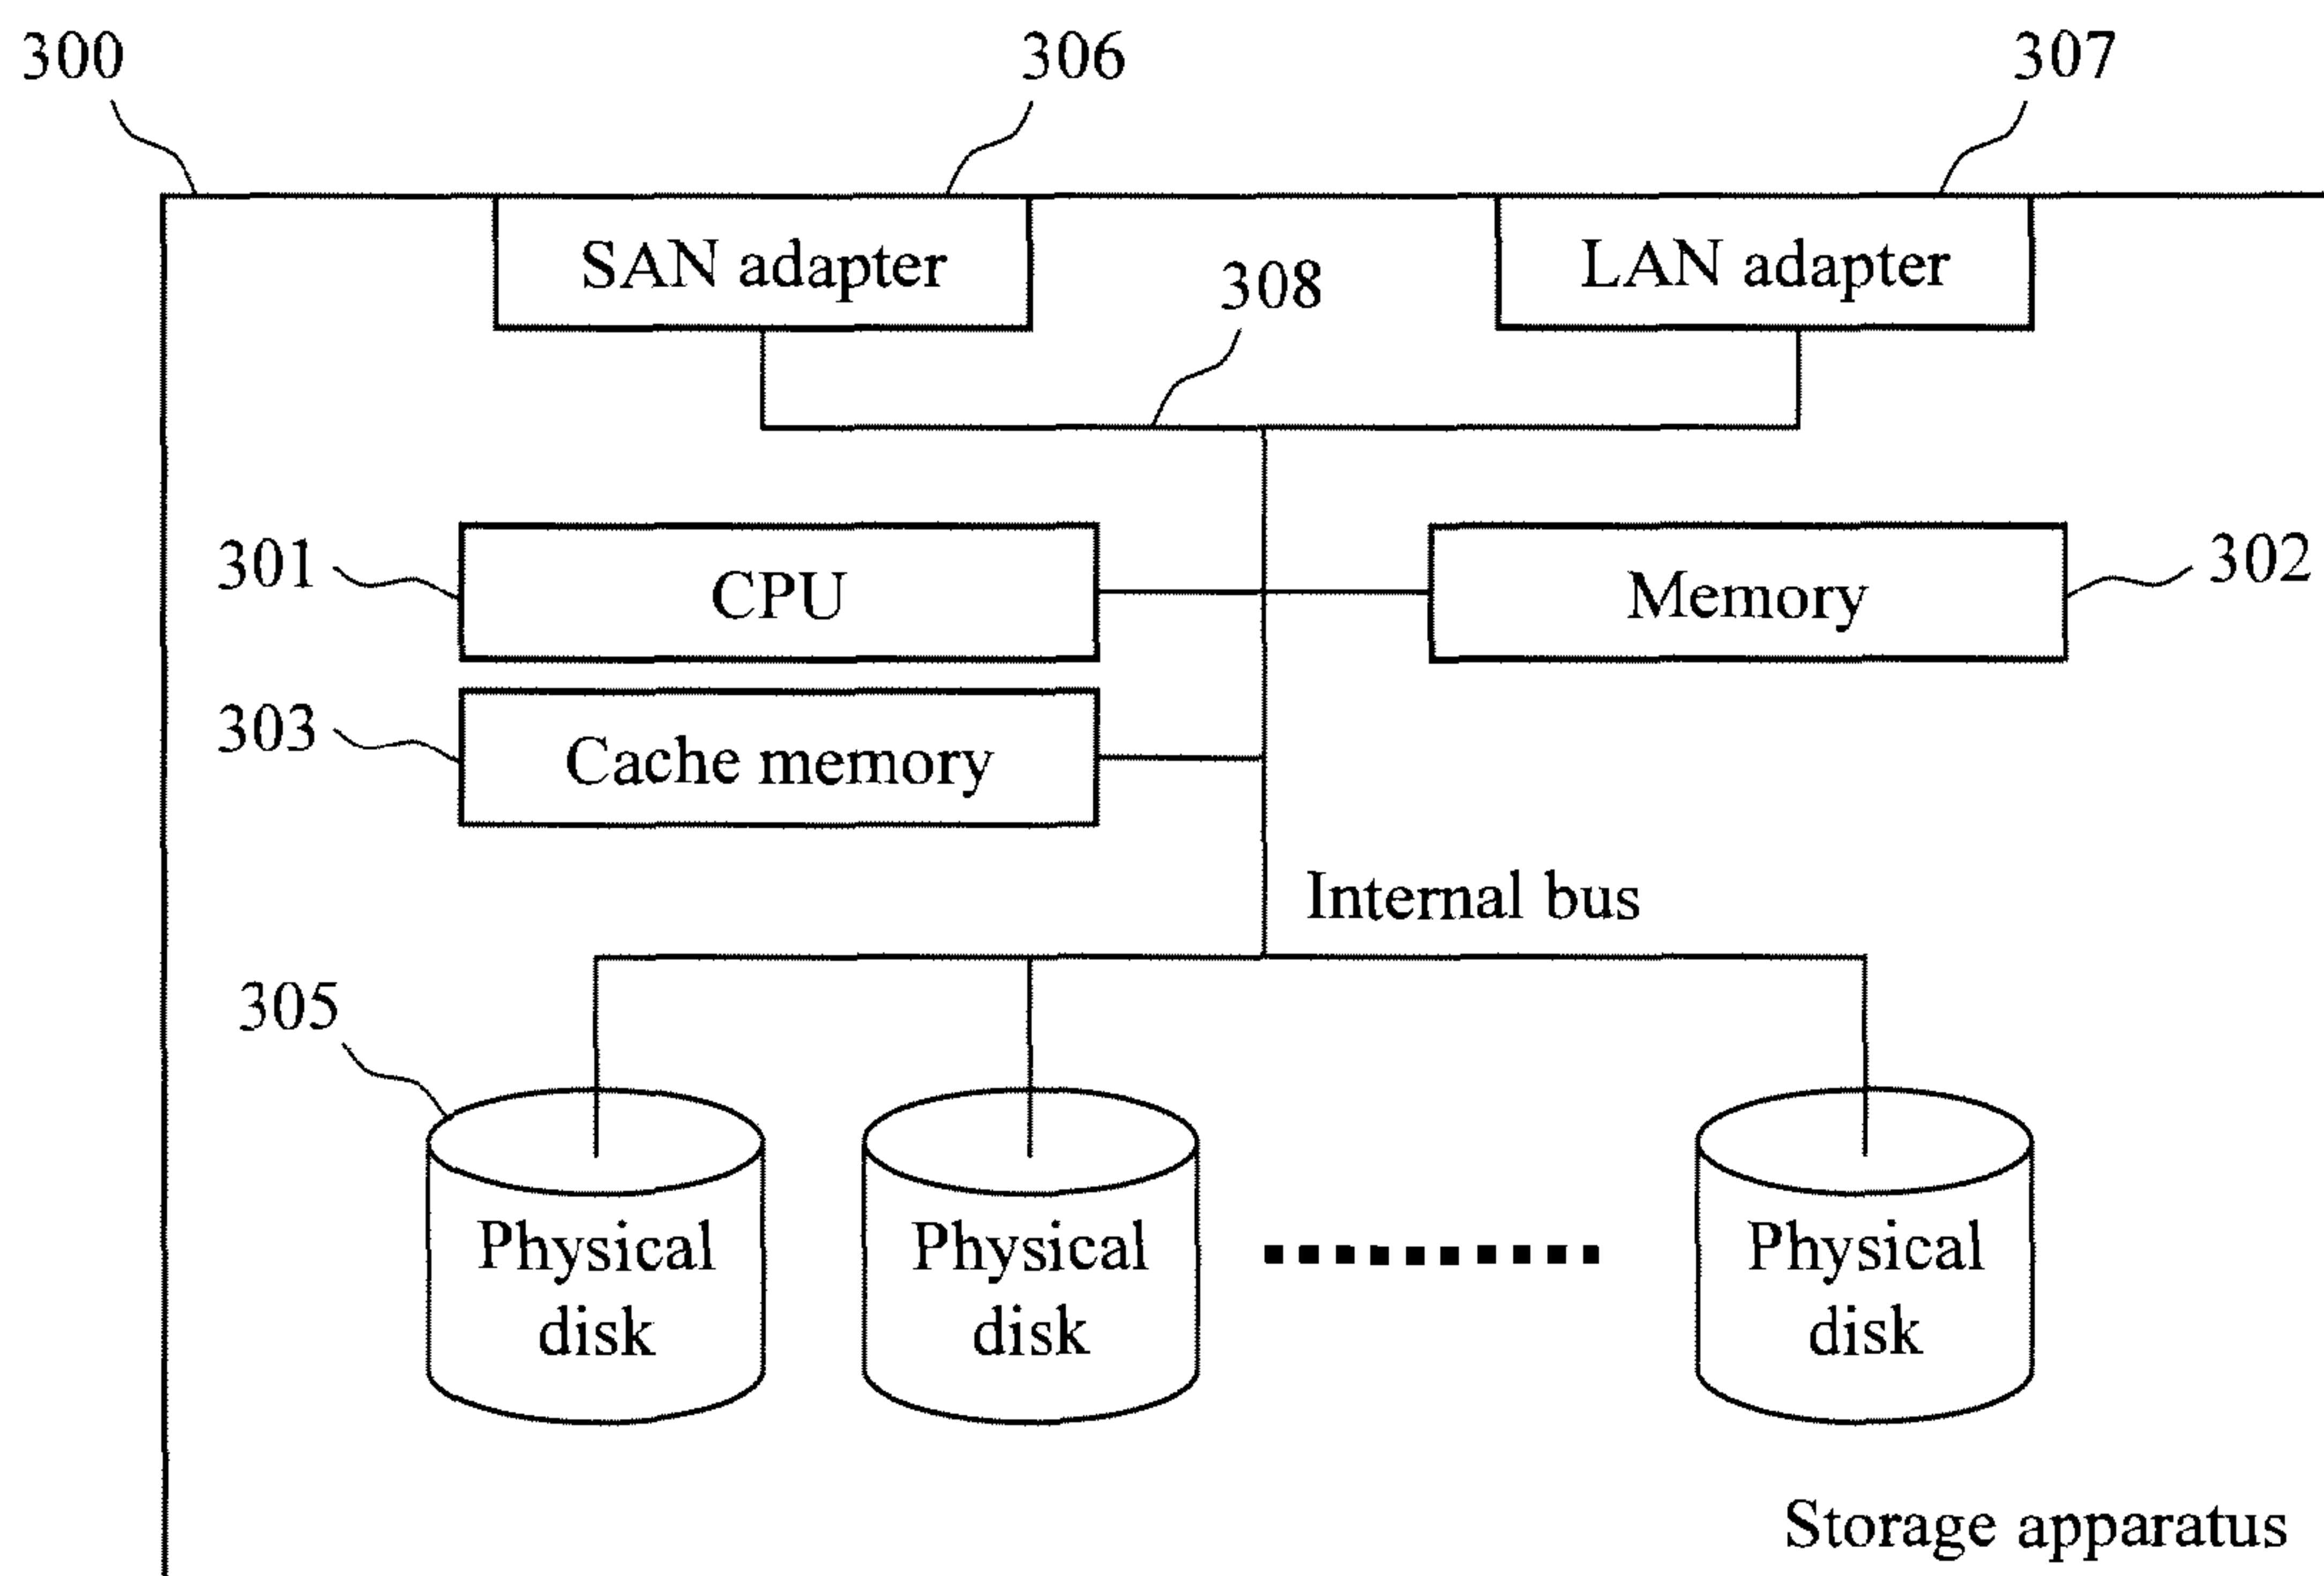 300
306
307
SAN adapter
LAN adapter
308
301
CPU
Memory
302
303
Cache memory
Internal bus
305
Physical
disk
Physical
disk
Physical
disk
Storage apparatus